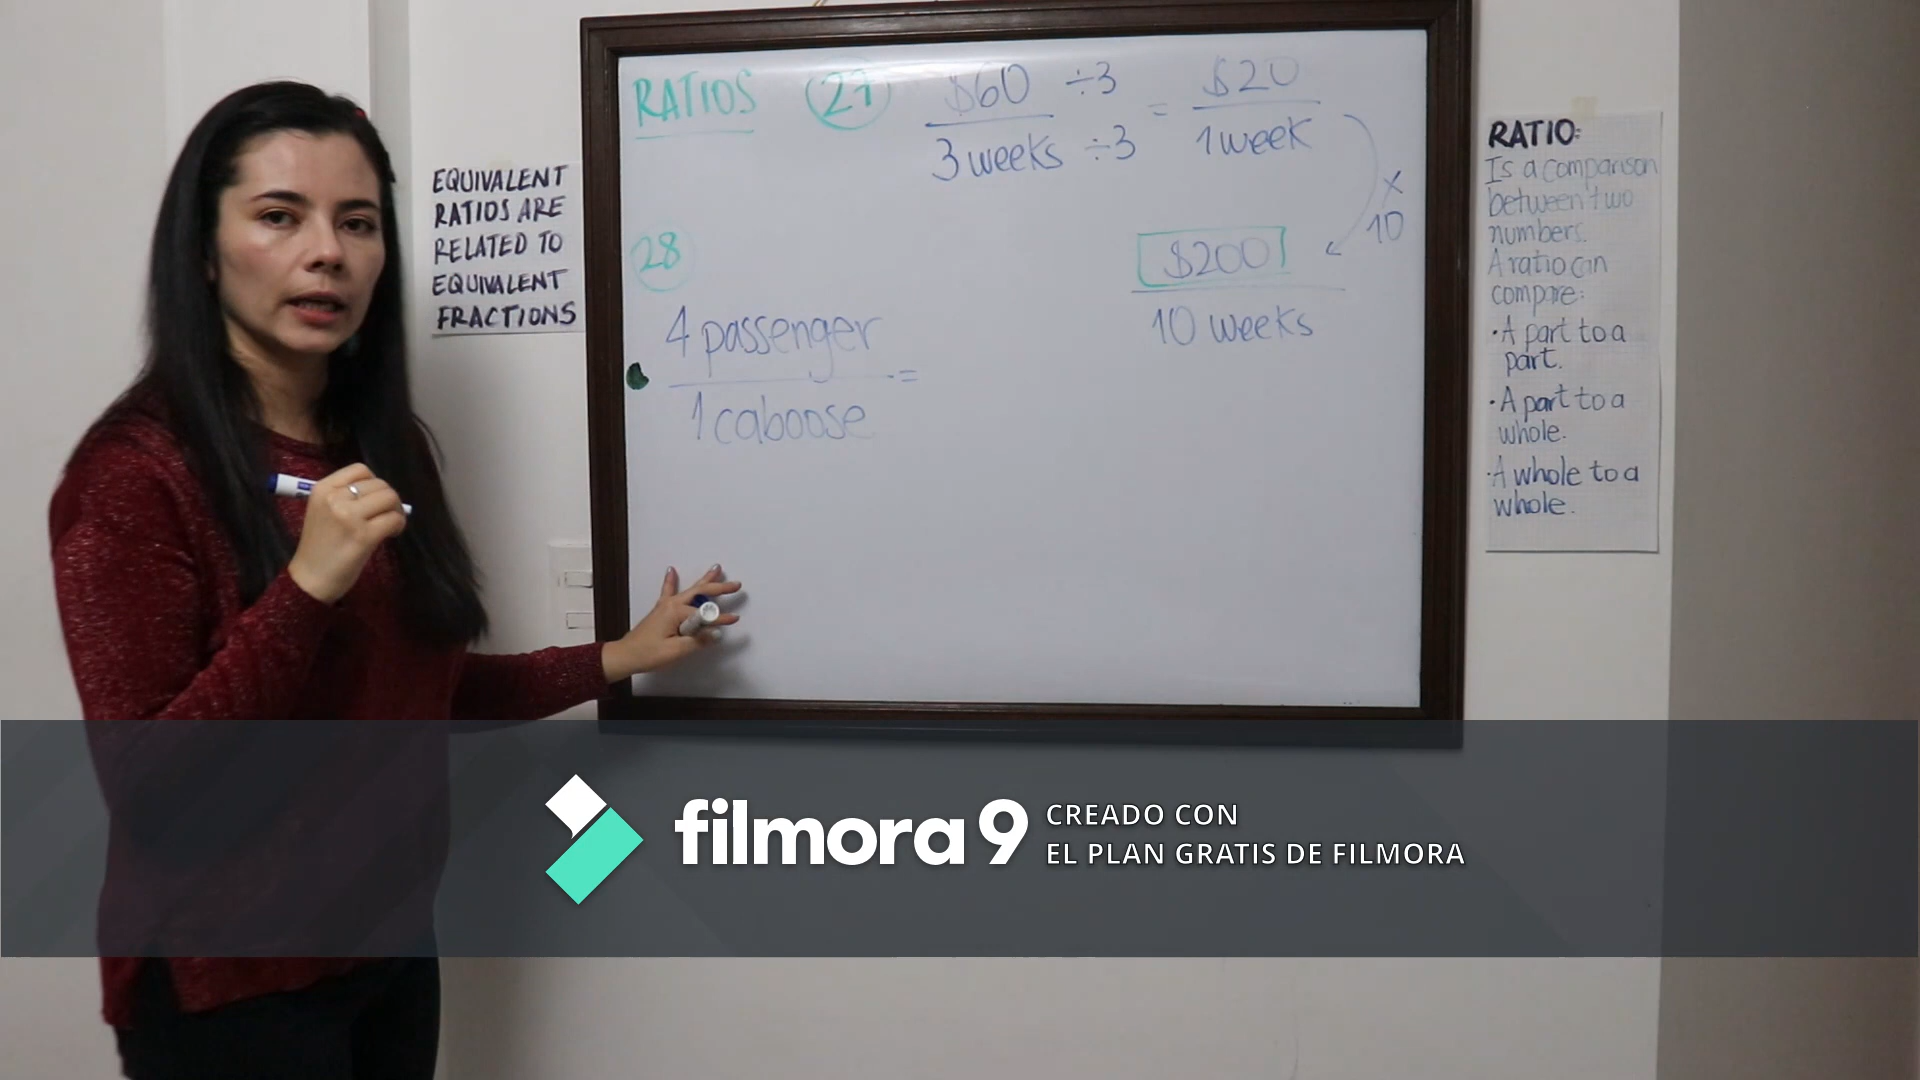 EQUIVALENT
RATIOS ARE
RELATED TO
EQUIVALENT
FRACTIONS
RATIOS 27 $60 ÷3 = $20
3 weeks ÷3 1 week
x
10
$200
10 weeks
28
4 passenger =
1 caboose
RATIO:
Is a comparison
between two
numbers.
A ratio can
compare:
• A part to a
part.
• A part to a
whole.
• A whole to a
whole.
filmora 9
CREADO CON
EL PLAN GRATIS DE FILMORA